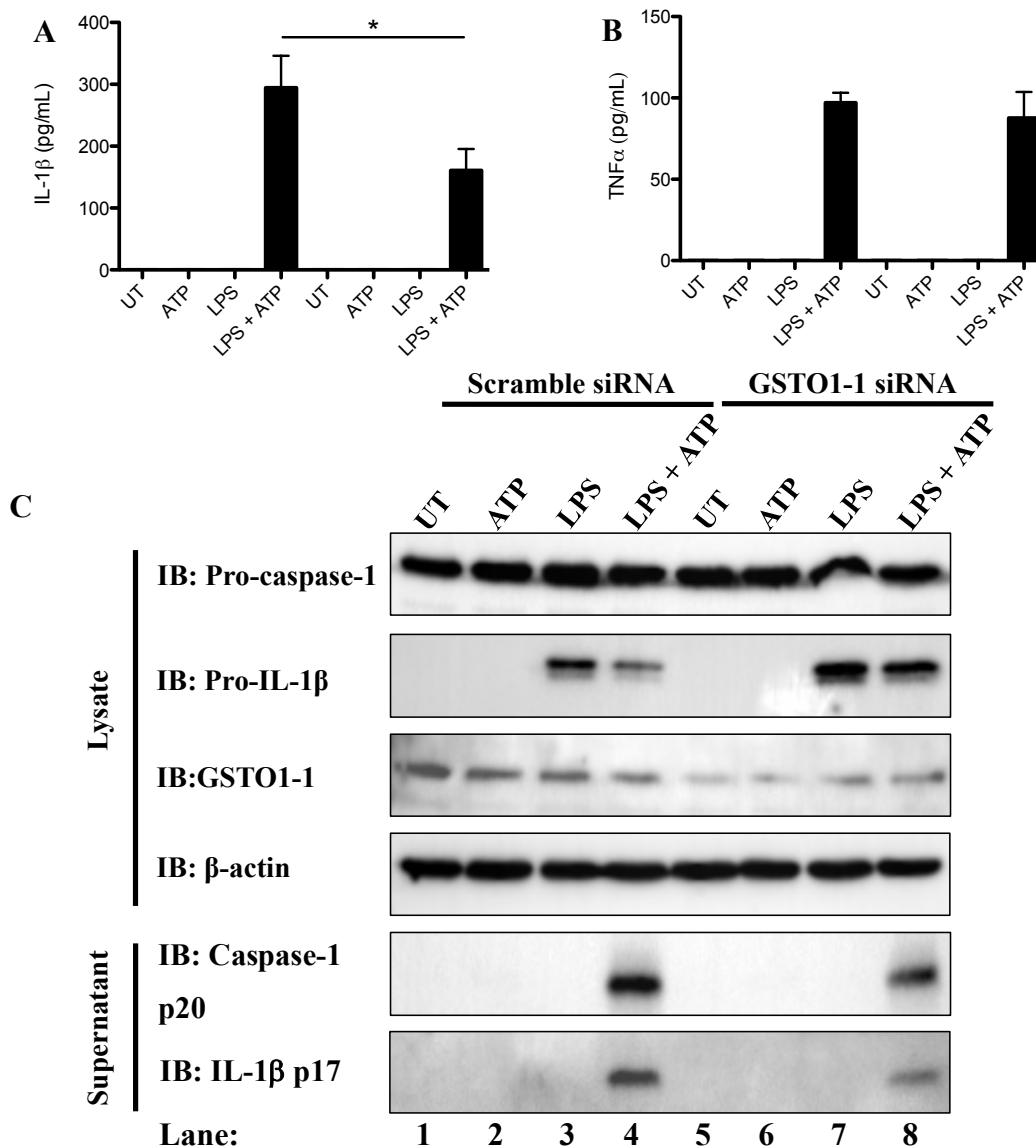 A
IL-1β (pg/mL)
400
300
200
100
0
*
UT
ATP
LPS
LPS + ATP
UT
ATP
LPS
LPS + ATP
B
TNFα (pg/mL)
150
100
50
0
UT
ATP
LPS
LPS + ATP
UT
ATP
LPS
LPS + ATP
Scramble siRNA
GSTO1-1 siRNA
C
UT
ATP
LPS
LPS + ATP
UT
ATP
LPS
LPS + ATP
Lysate
IB: Pro-caspase-1
IB: Pro-IL-1β
IB:GSTO1-1
IB: β-actin
Supernatant
IB: Caspase-1
p20
IB: IL-1β p17
Lane: 1 2 3 4 5 6 7 8